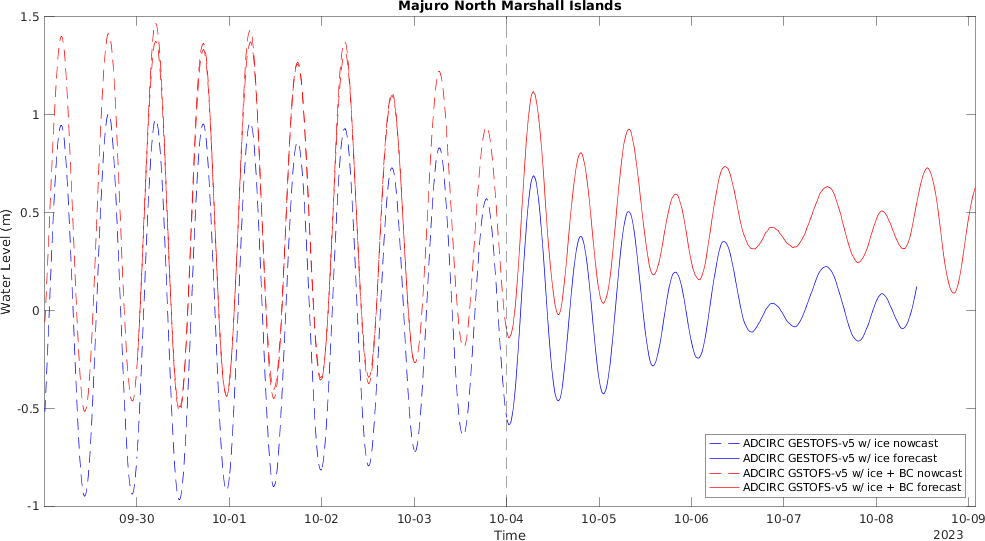 Majuro North Marshall Islands
Water Level (m)
1.5
1
0.5
0
-0.5
-1
ADCIRC GESTOFS-v5 w/ ice nowcast
ADCIRC GESTOFS-v5 w/ ice forecast
ADCIRC GSTOFS-v5 w/ ice + BC nowcast
ADCIRC GSTOFS-v5 w/ ice + BC forecast
09-30 10-01 10-02 10-03 10-04 10-05 10-06 10-07 10-08 10-09
Time 2023